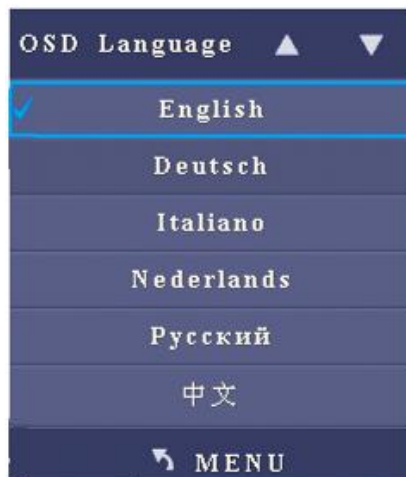 OSD Language
English
Deutsch
Italiano
Nederlands
Русский
中文
MENU